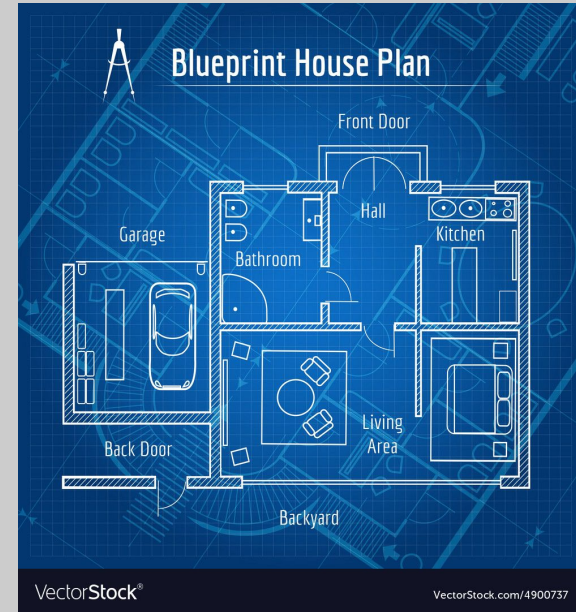 Blueprint House Plan
Front Door
Hall
Garage
Kitchen
Bathroom
Living
Area
Back Door
Backyard
VectorStock®
VectorStock.com/4900737